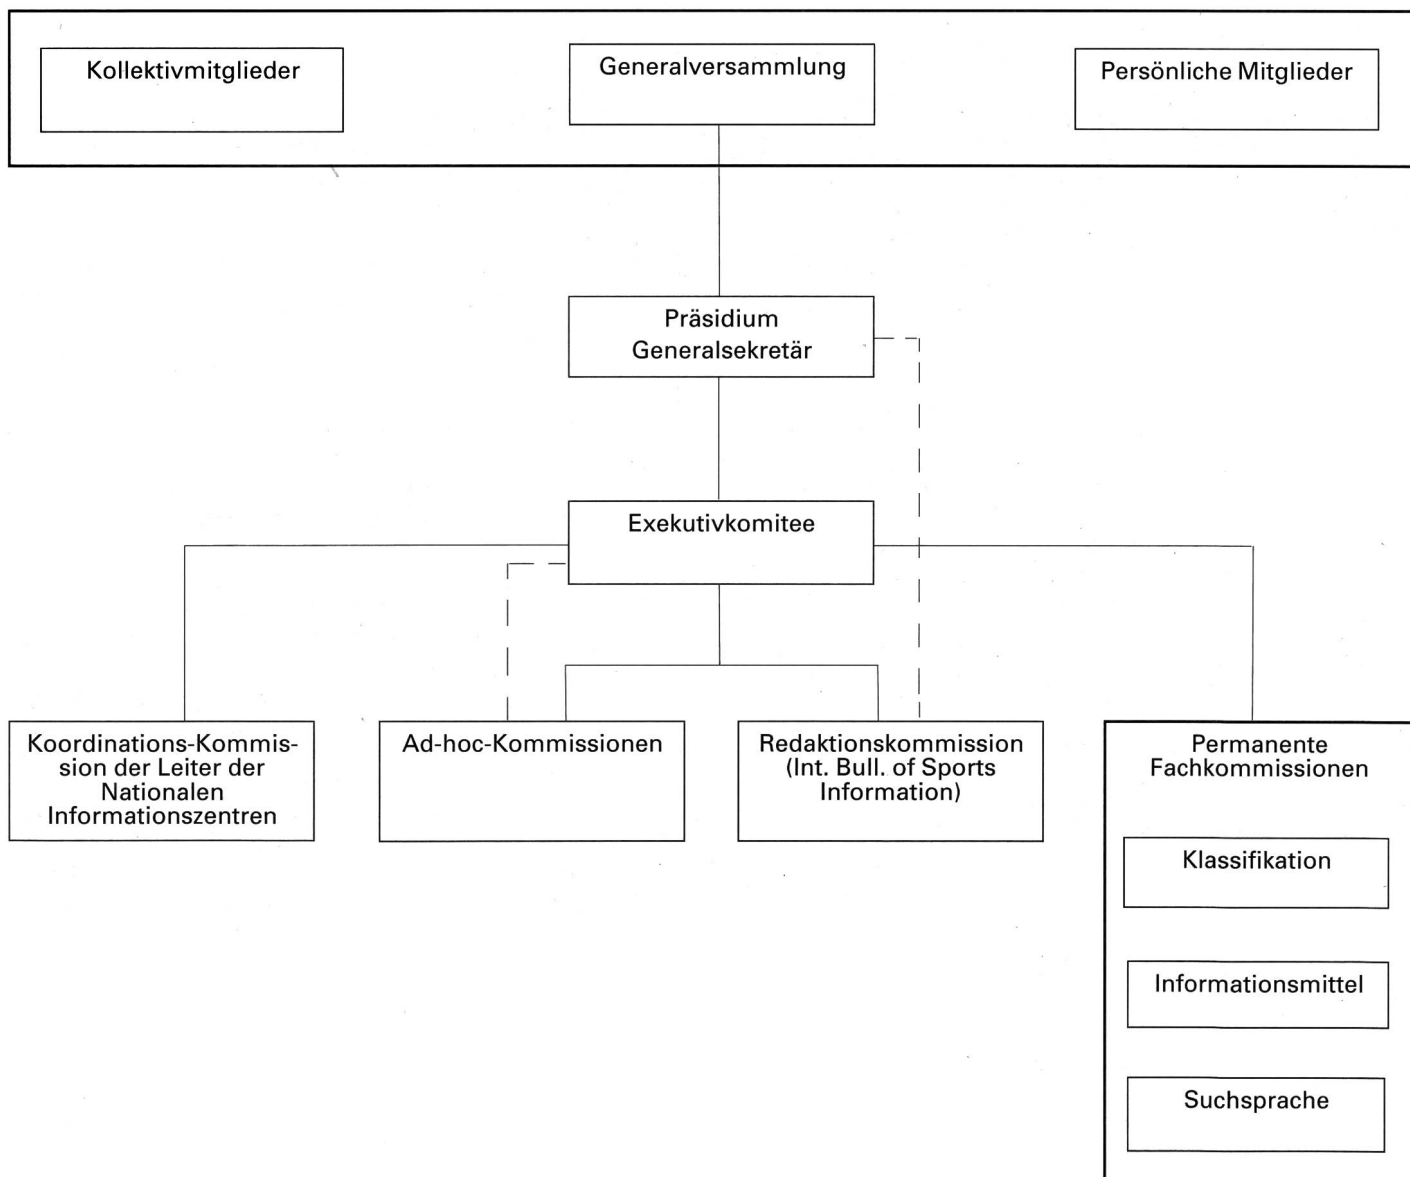 Kollektivmitglieder
Generalversammlung
Persönliche Mitglieder
Präsidium
Generalsekretär
Exekutivkomitee
Koordinations-Kommis-
sion der Leiter der
Nationalen
Informationszentren
Ad-hoc-Kommissionen
Redaktionskommission
(Int. Bull. of Sports
Information)
Permanente
Fachkommissionen
Klassifikation
Informationsmittel
Suchsprache